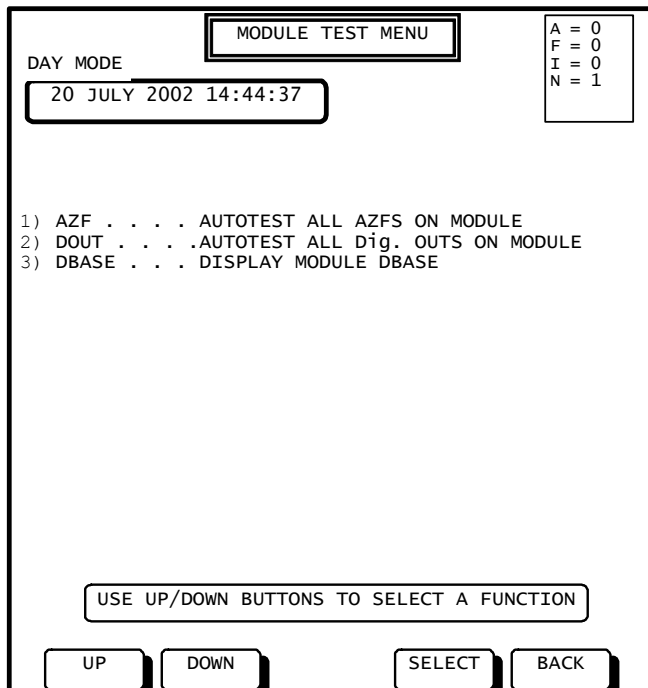 MODULE TEST MENU
A = 0
F = 0
I = 0
N = 1
DAY MODE
20 JULY 2002 14:44:37
1) AZF . . . . AUTOTEST ALL AZFS ON MODULE
2) DOUT . . . .AUTOTEST ALL Dig. OUTS ON MODULE
3) DBASE . . . DISPLAY MODULE DBASE
USE UP/DOWN BUTTONS TO SELECT A FUNCTION
UP DOWN SELECT BACK